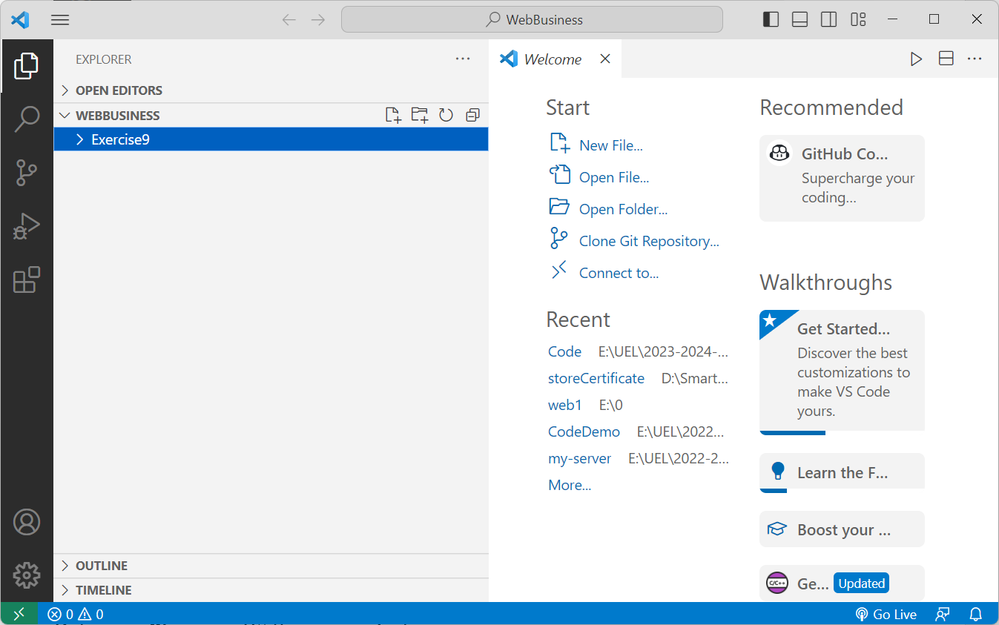 WebBusiness
EXPLORER
OPEN EDITORS
WEBBUSINESS
Exercise9
OUTLINE
TIMELINE
Welcome
Start
New File...
Open File...
Open Folder...
Clone Git Repository...
Connect to...
Recent
Code E:\UEL\2023-2024-...
storeCertificate D:\Smart...
web1 E:\0
CodeDemo E:\UEL\2022...
my-server E:\UEL\2022-2...
More...
Recommended
GitHub Co...
Supercharge your
coding...
Walkthroughs
Get Started...
Discover the best
customizations to
make VS Code
yours.
Learn the F...
Boost your ...
C/C++
Ge... Updated
0 0
Go Live